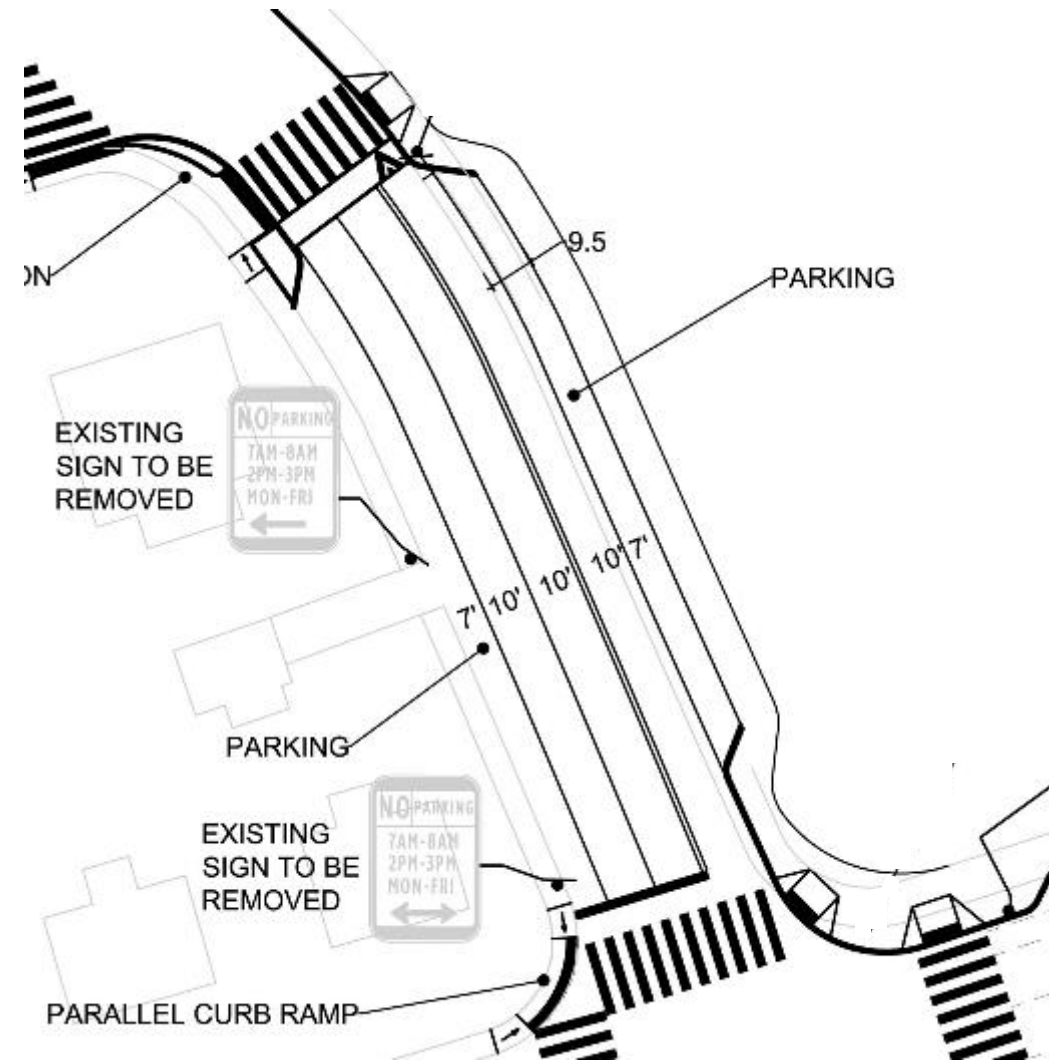 9.5
ON
PARKING
EXISTING
SIGN TO BE
REMOVED
NO PARKING
7AM-8AM
2PM-3PM
MON-FRI
7' 10' 10' 10' 7'
PARKING
EXISTING
SIGN TO BE
REMOVED
NO PARKING
7AM-8AM
2PM-3PM
MON-FRI
PARALLEL CURB RAMP